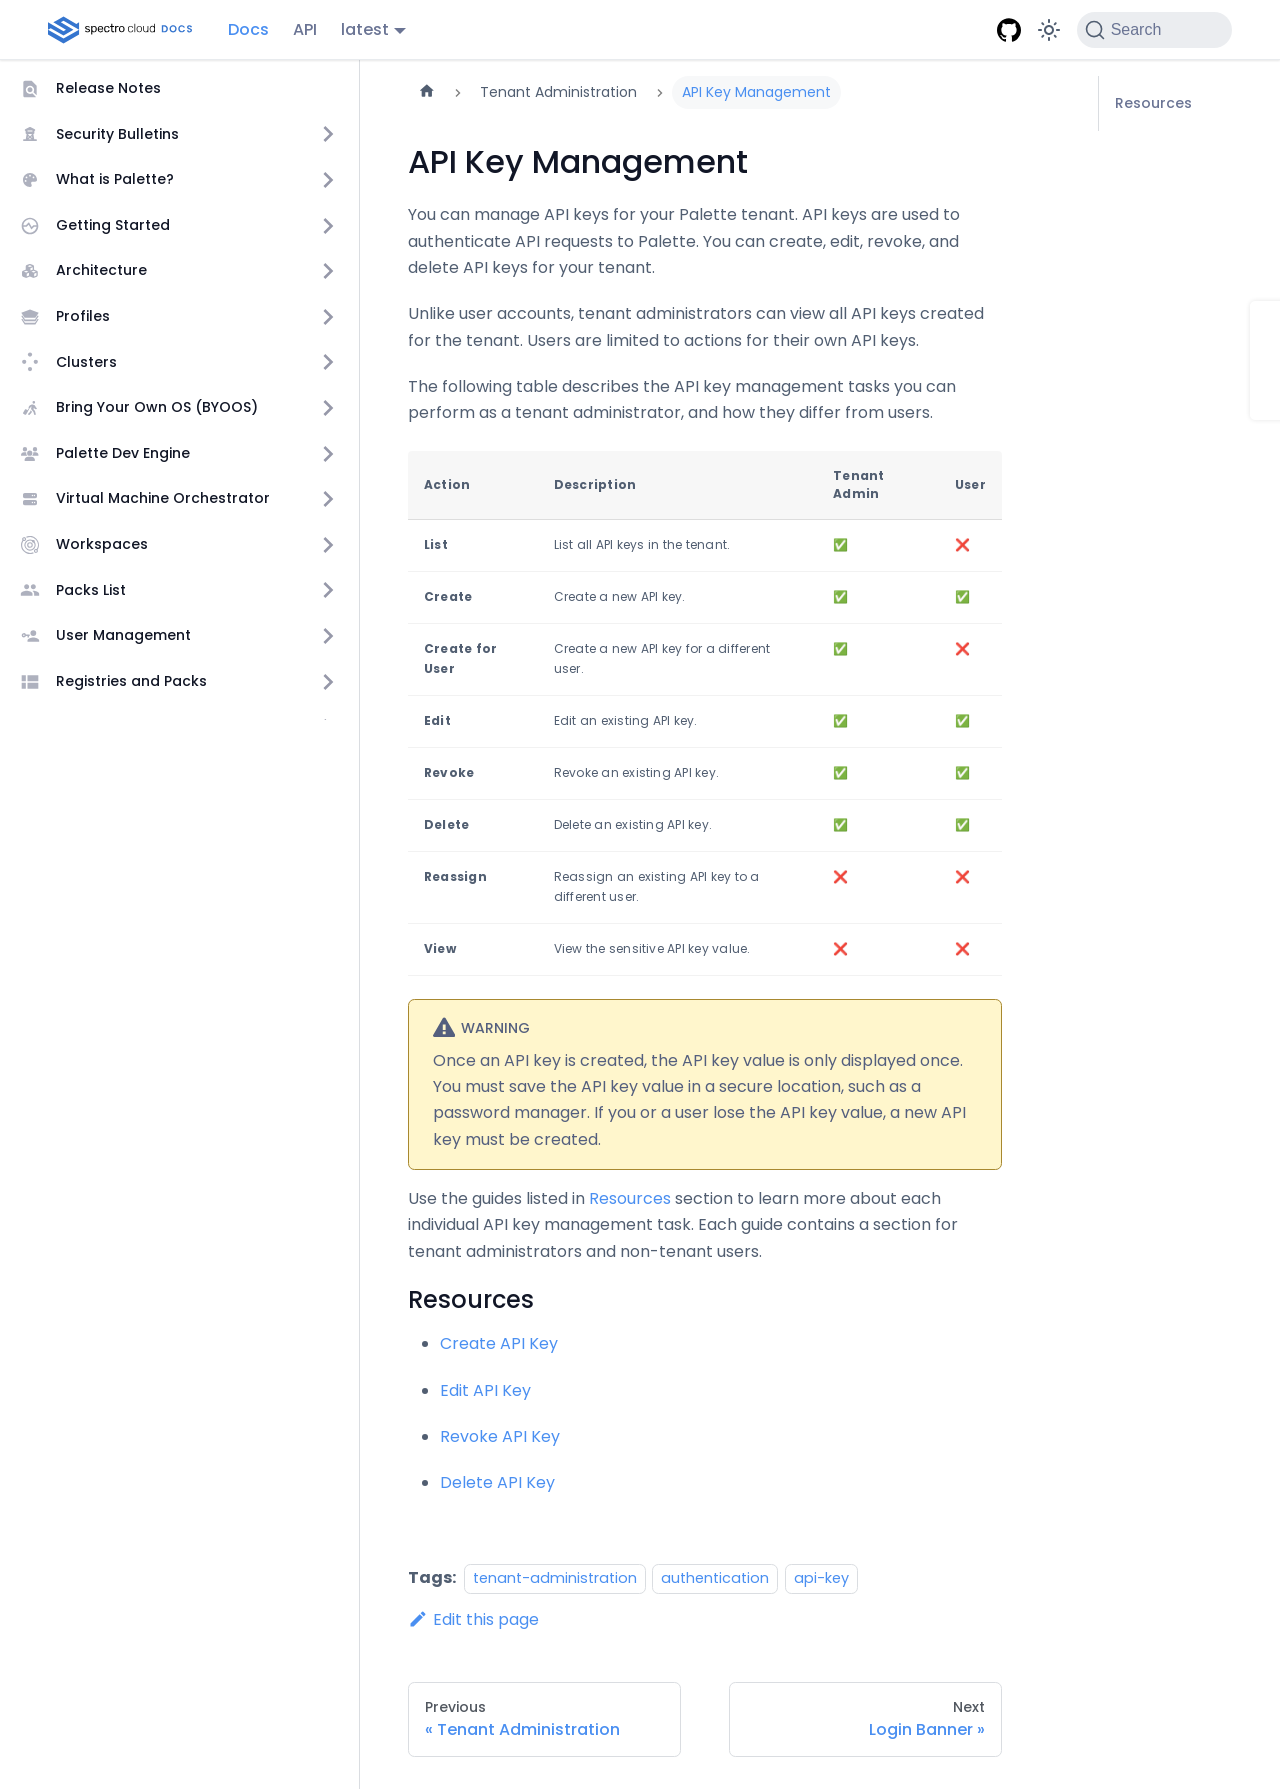 spectro cloud DOCS
Docs
API
latest
Search
Release Notes
Security Bulletins
What is Palette?
Getting Started
Architecture
Profiles
Clusters
Bring Your Own OS (BYOOS)
Palette Dev Engine
Virtual Machine Orchestrator
Workspaces
Packs List
User Management
Registries and Packs
Tenant Administration
API Key Management
Resources
API Key Management
You can manage API keys for your Palette tenant. API keys are used to
authenticate API requests to Palette. You can create, edit, revoke, and
delete API keys for your tenant.
Unlike user accounts, tenant administrators can view all API keys created
for the tenant. Users are limited to actions for their own API keys.
The following table describes the API key management tasks you can
perform as a tenant administrator, and how they differ from users.
Action Description Tenant Admin User
List List all API keys in the tenant. ✅ ❌
Create Create a new API key. ✅ ✅
Create for User Create a new API key for a different user. ✅ ❌
Edit Edit an existing API key. ✅ ✅
Revoke Revoke an existing API key. ✅ ✅
Delete Delete an existing API key. ✅ ✅
Reassign Reassign an existing API key to a different user. ❌ ❌
View View the sensitive API key value. ❌ ❌
WARNING
Once an API key is created, the API key value is only displayed once.
You must save the API key value in a secure location, such as a
password manager. If you or a user lose the API key value, a new API
key must be created.
Use the guides listed in Resources section to learn more about each
individual API key management task. Each guide contains a section for
tenant administrators and non-tenant users.
Resources
Create API Key
Edit API Key
Revoke API Key
Delete API Key
Tags: tenant-administration authentication api-key
Edit this page
Previous
« Tenant Administration
Next
Login Banner »